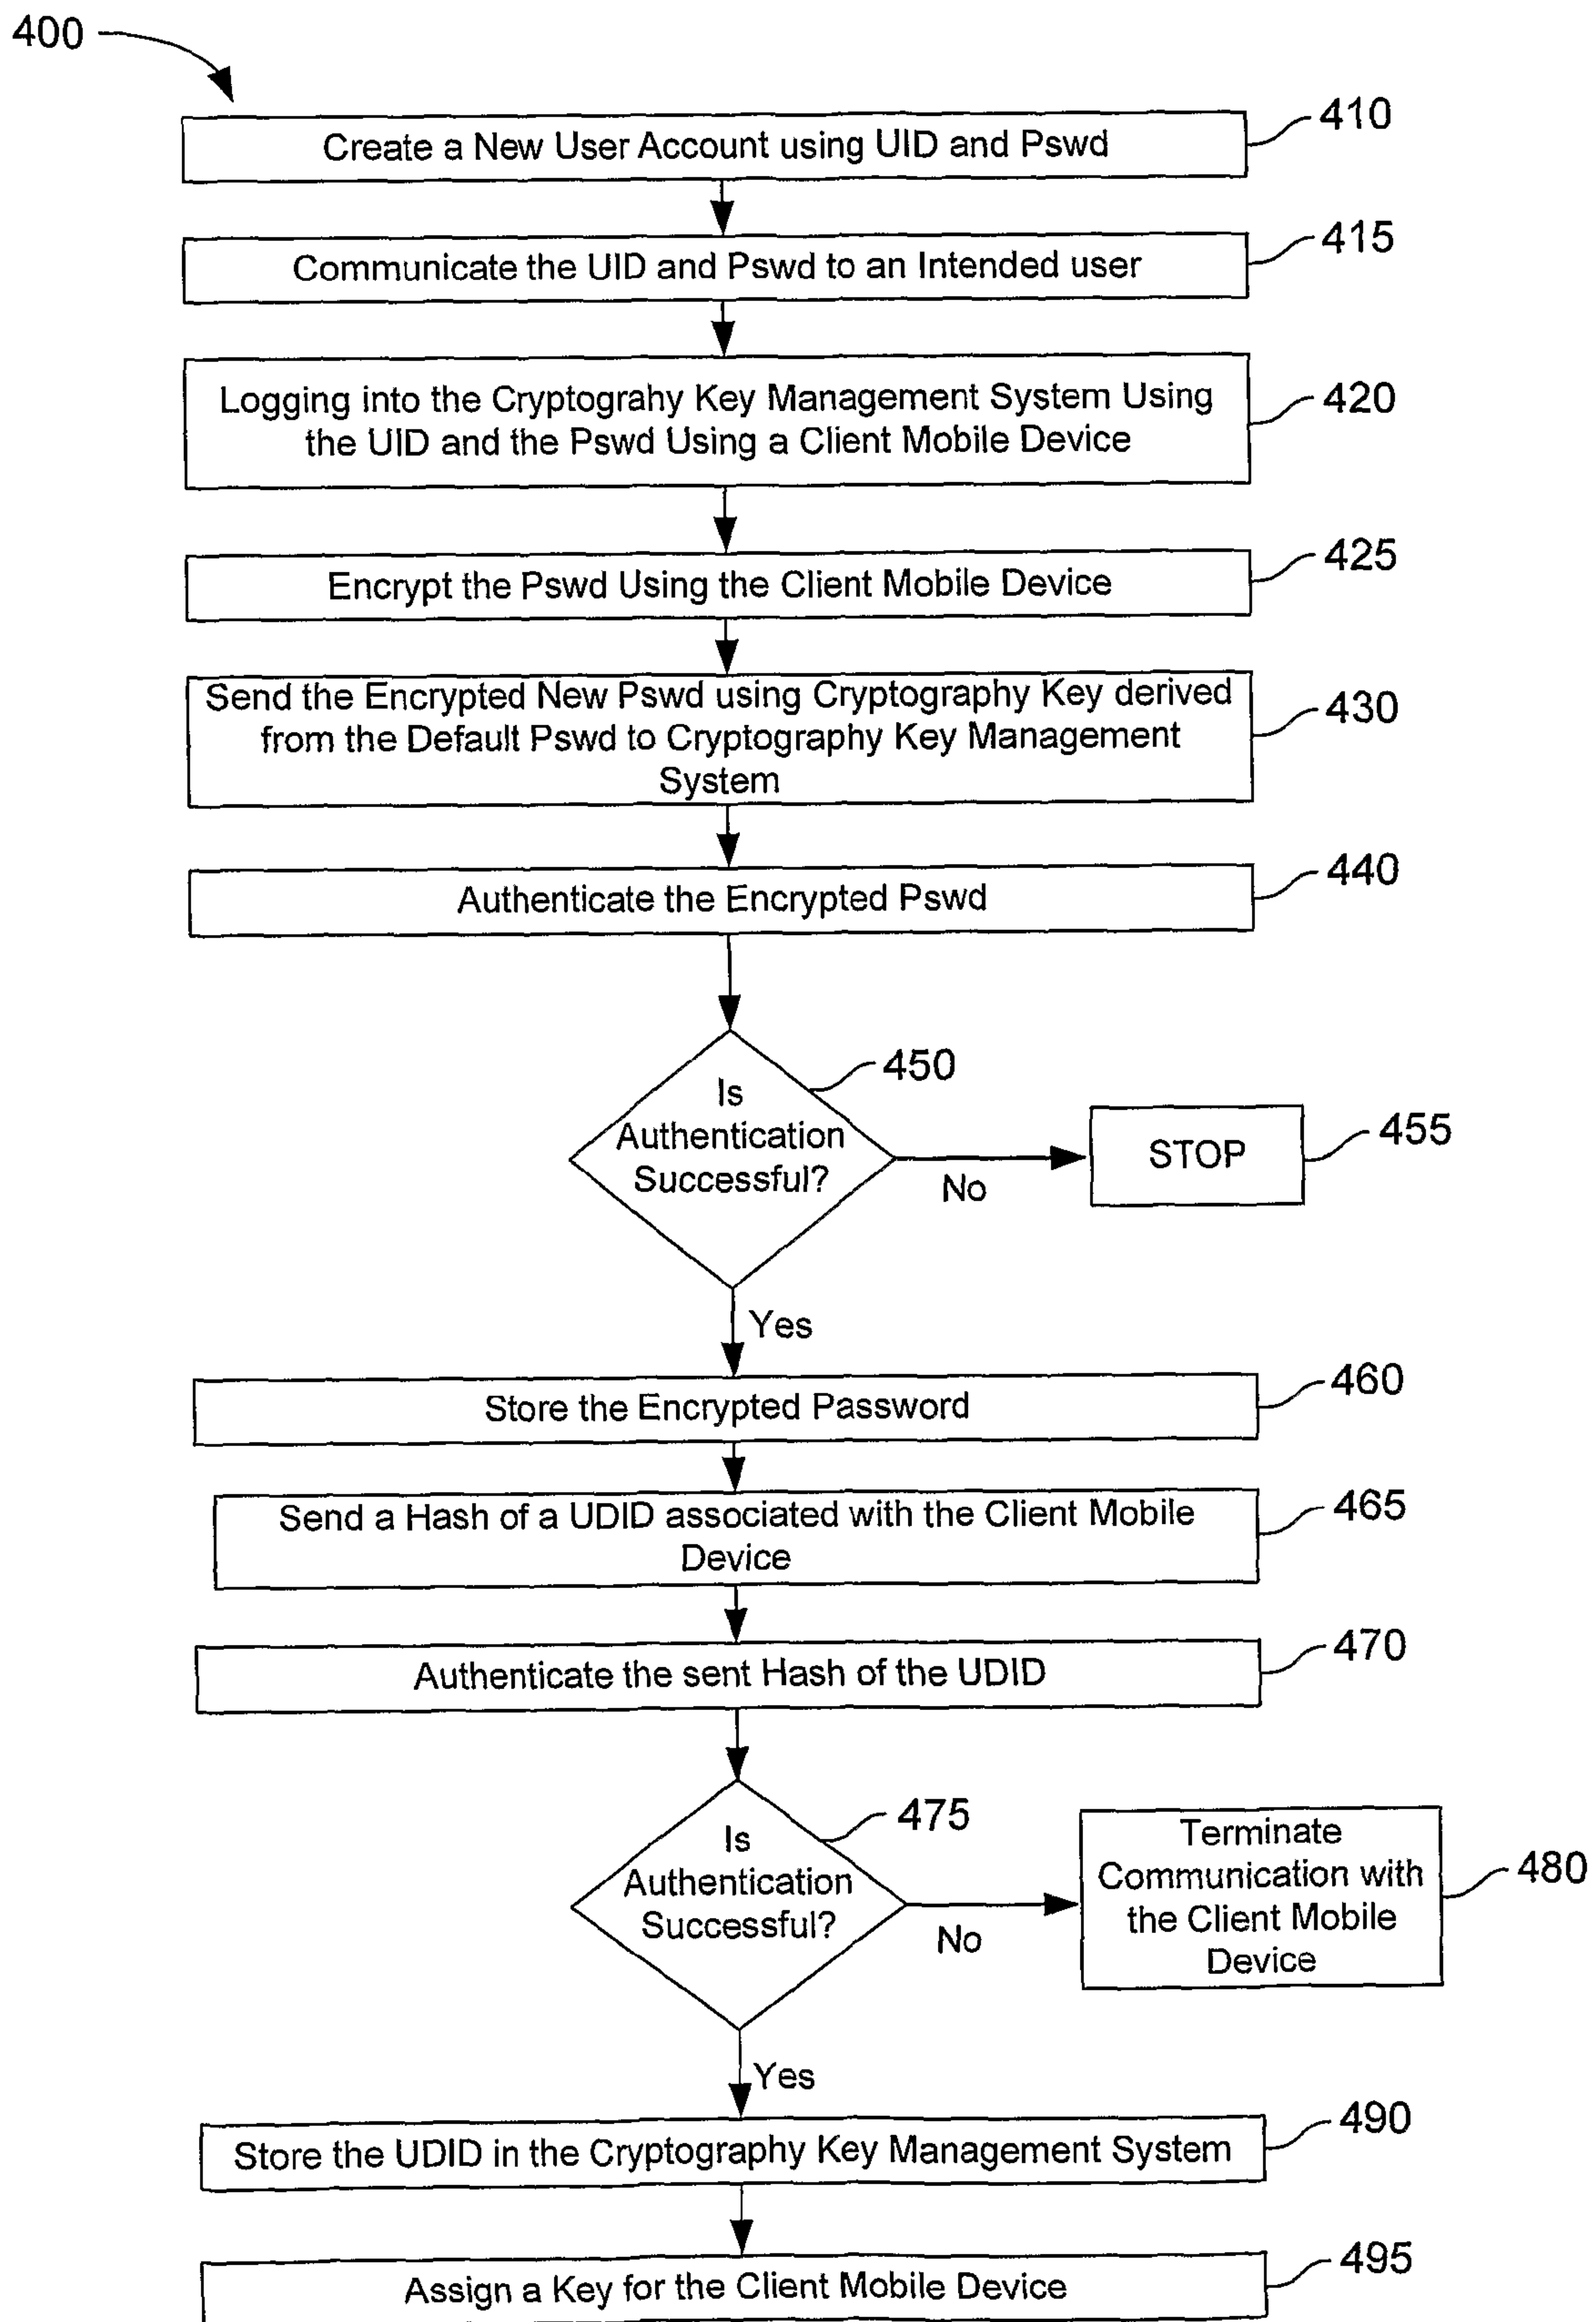 400
Create a New User Account using UID and Pswd
410
Communicate the UID and Pswd to an Intended user
415
Logging into the Cryptograhy Key Management System Using
the UID and the Pswd Using a Client Mobile Device
420
Encrypt the Pswd Using the Client Mobile Device
425
Send the Encrypted New Pswd using Cryptography Key derived
from the Default Pswd to Cryptography Key Management
System
430
Authenticate the Encrypted Pswd
440
Is
Authentication
Successful?
450
No
STOP
455
Yes
Store the Encrypted Password
460
Send a Hash of a UDID associated with the Client Mobile
Device
465
Authenticate the sent Hash of the UDID
470
Is
Authentication
Successful?
475
No
Terminate
Communication with
the Client Mobile
Device
480
Yes
Store the UDID in the Cryptography Key Management System
490
Assign a Key for the Client Mobile Device
495